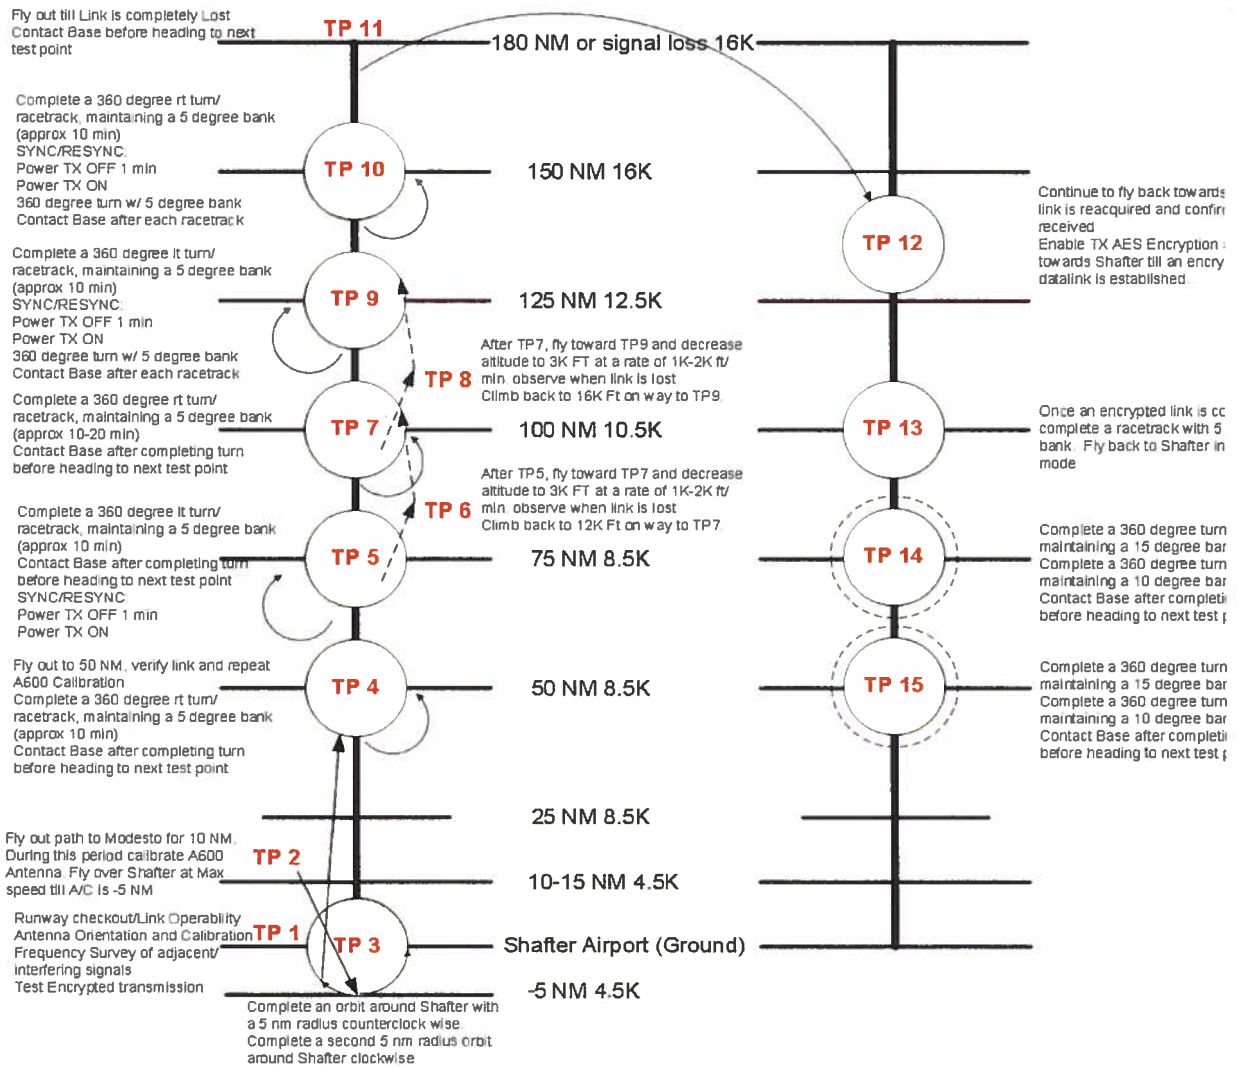 Fly out till Link is completely Lost
Contact Base before heading to next
test point
TP 11
180 NM or signal loss 16K
Complete a 360 degree rt turn/
racetrack, maintaining a 5 degree bank
(approx 10 min)
SYNC/RESYNC
Power TX OFF 1 min
Power TX ON
360 degree turn w/ 5 degree bank
Contact Base after each racetrack
TP 10
150 NM 16K
Continue to fly back towards
link is reacquired and
received
Enable TX AES Encryption
towards Shafter till an
datalink is established
TP 12
Complete a 360 degree lt turn/
racetrack, maintaining a 5 degree bank
(approx 10 min)
SYNC/RESYNC
Power TX OFF 1 min
Power TX ON
360 degree turn w/ 5 degree bank
Contact Base after each racetrack
TP 9
125 NM 12.5K
After TP7, fly toward TP9 and decrease
altitude to 3K FT at a rate of 1K-2K ft/
min. observe when link is lost
Climb back to 16K Ft on way to TP9.
TP 8
Complete a 360 degree rt turn/
racetrack, maintaining a 5 degree bank
(approx 10-20 min)
Contact Base after completing turn
before heading to next test point
TP 7
100 NM 10.5K
TP 13
Once an encrypted link is
complete a racetrack with 5
bank. Fly back to Shafter in
mode
After TP5, fly toward TP7 and decrease
altitude to 3K FT at a rate of 1K-2K ft/
min. observe when link is lost
Climb back to 12K Ft on way to TP7.
TP 6
Complete a 360 degree lt turn/
racetrack, maintaining a 5 degree bank
(approx 10 min)
Contact Base after completing turn
before heading to next test point
SYNC/RESYNC
Power TX OFF 1 min
Power TX ON
TP 5
75 NM 8.5K
TP 14
Complete a 360 degree turn
maintaining a 15 degree
Complete a 360 degree turn
maintaining a 10 degree
Contact Base after
before heading to next test
Fly out to 50 NM, verify link and repeat
A600 Calibration
Complete a 360 degree rt turn/
racetrack, maintaining a 5 degree bank
(approx 10 min)
Contact Base after completing turn
before heading to next test point
TP 4
50 NM 8.5K
TP 15
Complete a 360 degree turn
maintaining a 15 degree
Complete a 360 degree turn
maintaining a 10 degree
Contact Base after
before heading to next test
25 NM 8.5K
Fly out path to Modesto for 10 NM.
During this period calibrate A600
Antenna. Fly over Shafter at Max
speed till A/C is -5 NM
TP 2
10-15 NM 4.5K
Runway checkout/Link Operability
Antenna Orientation and Calibration
Frequency Survey of adjacent/
interfering signals
Test Encrypted transmission
TP 1
TP 3
Shafter Airport (Ground)
-5 NM 4.5K
Complete an orbit around Shafter with
a 5 nm radius counterclock wise.
Complete a second 5 nm radius orbit
around Shafter clockwise